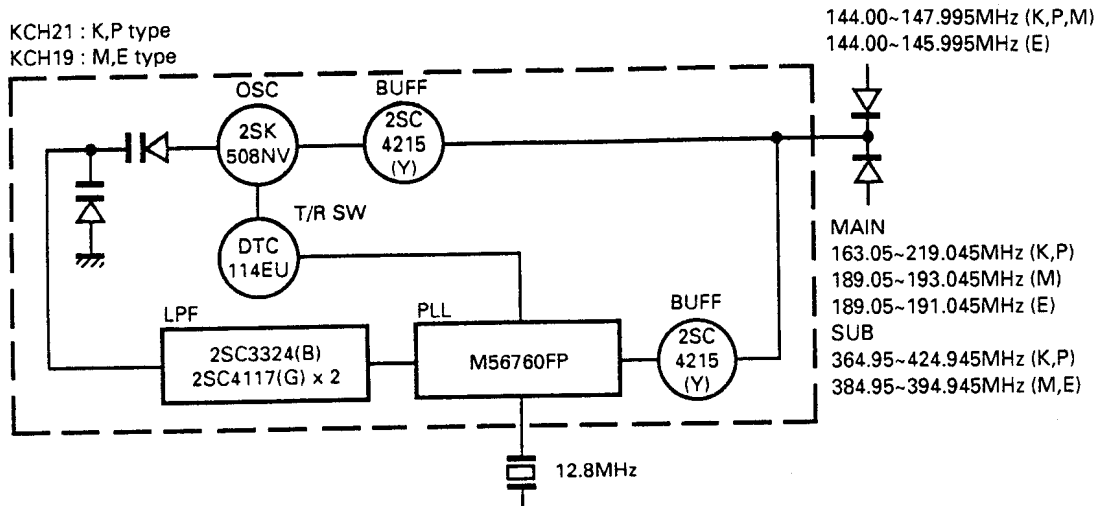 KCH21 : K,P type
KCH19 : M,E type
144.00~147.995MHz (K,P,M)
144.00~145.995MHz (E)
OSC
BUFF
2SK
508NV
2SC
4215
(Y)
T/R SW
DTC
114EU
MAIN
163.05~219.045MHz (K,P)
189.05~193.045MHz (M)
189.05~191.045MHz (E)
SUB
364.95~424.945MHz (K,P)
384.95~394.945MHz (M,E)
LPF
2SC3324(B)
2SC4117(G) x 2
PLL
M56760FP
BUFF
2SC
4215
(Y)
12.8MHz